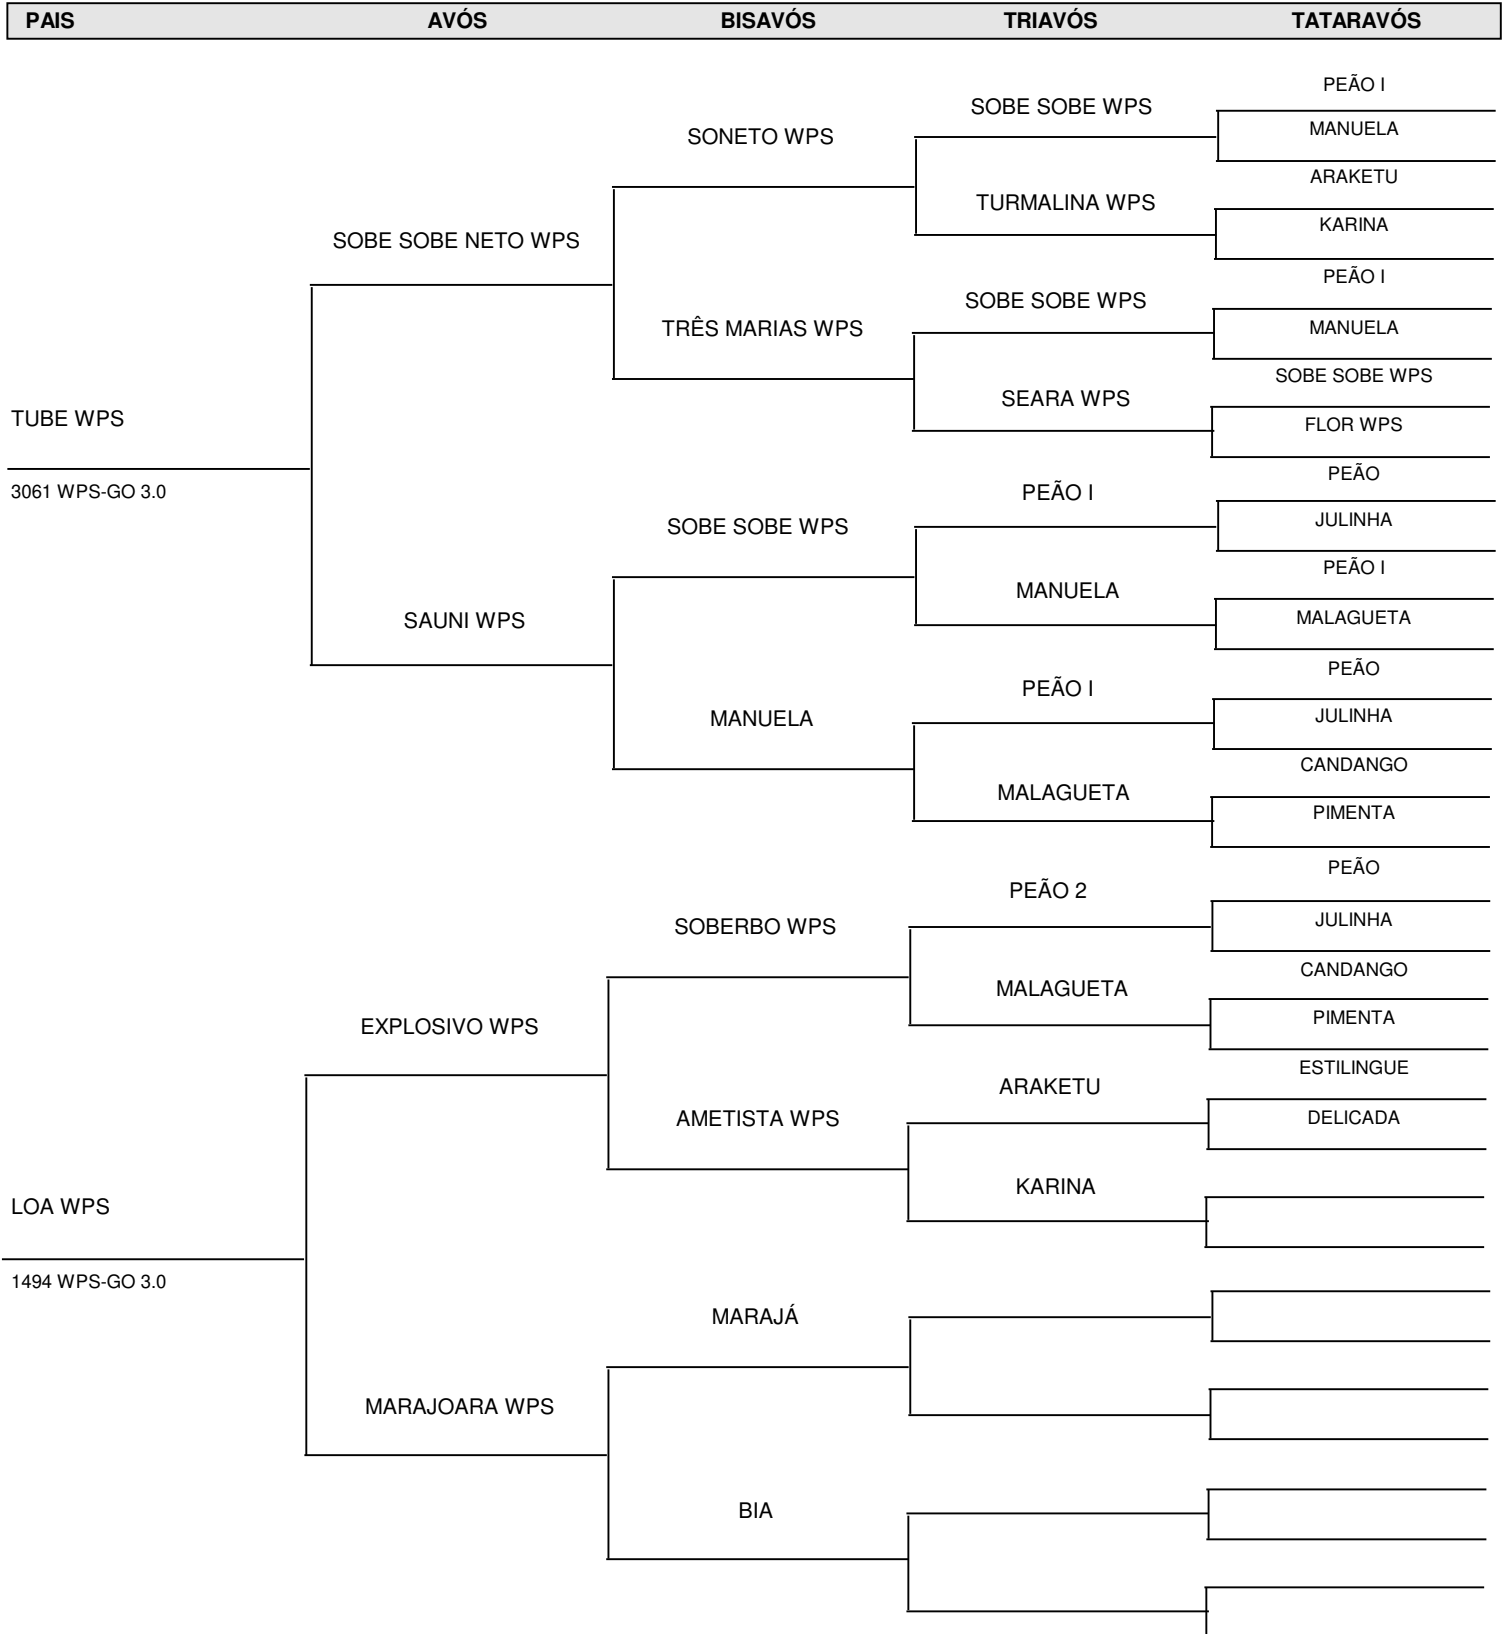 PAIS AVÓS BISAVÓS TRIAVÓS TATARAVÓS
PEÃO I
SOBE SOBE WPS
MANUELA
SONETO WPS
ARAKETU
TURMALINA WPS
KARINA
SOBE SOBE NETO WPS
PEÃO I
SOBE SOBE WPS
MANUELA
TRÊS MARIAS WPS
SOBE SOBE WPS
SEARA WPS
FLOR WPS
TUBE WPS
3061 WPS-GO 3.0
PEÃO
PEÃO I
JULINHA
SOBE SOBE WPS
PEÃO I
MANUELA
MALAGUETA
SAUNI WPS
PEÃO
PEÃO I
JULINHA
MANUELA
CANDANGO
MALAGUETA
PIMENTA
PEÃO
PEÃO 2
JULINHA
SOBERBO WPS
CANDANGO
MALAGUETA
PIMENTA
EXPLOSIVO WPS
ESTILINGUE
ARAKETU
DELICADA
AMETISTA WPS
KARINA
LOA WPS
1494 WPS-GO 3.0
MARAJÁ
MARAJOARA WPS
BIA